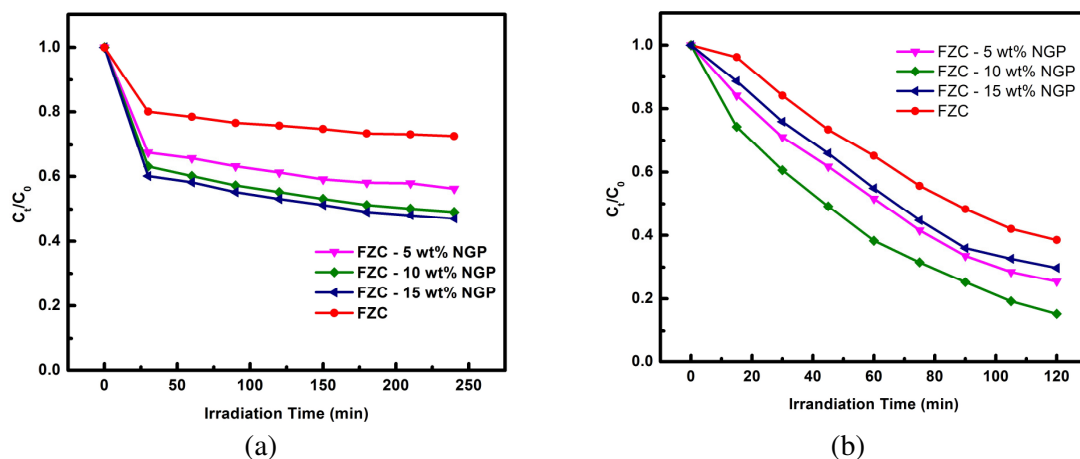 1.0
0.8
0.6
0.4
0.2
0.0
Cₜ/C₀
0
50
100
150
200
250
Irradiation Time (min)
FZC - 5 wt% NGP
FZC - 10 wt% NGP
FZC - 15 wt% NGP
FZC
(a)
1.0
0.8
0.6
0.4
0.2
0.0
Cₜ/C₀
0
20
40
60
80
100
120
Irrandiation Time (min)
FZC - 5 wt% NGP
FZC - 10 wt% NGP
FZC - 15 wt% NGP
FZC
(b)